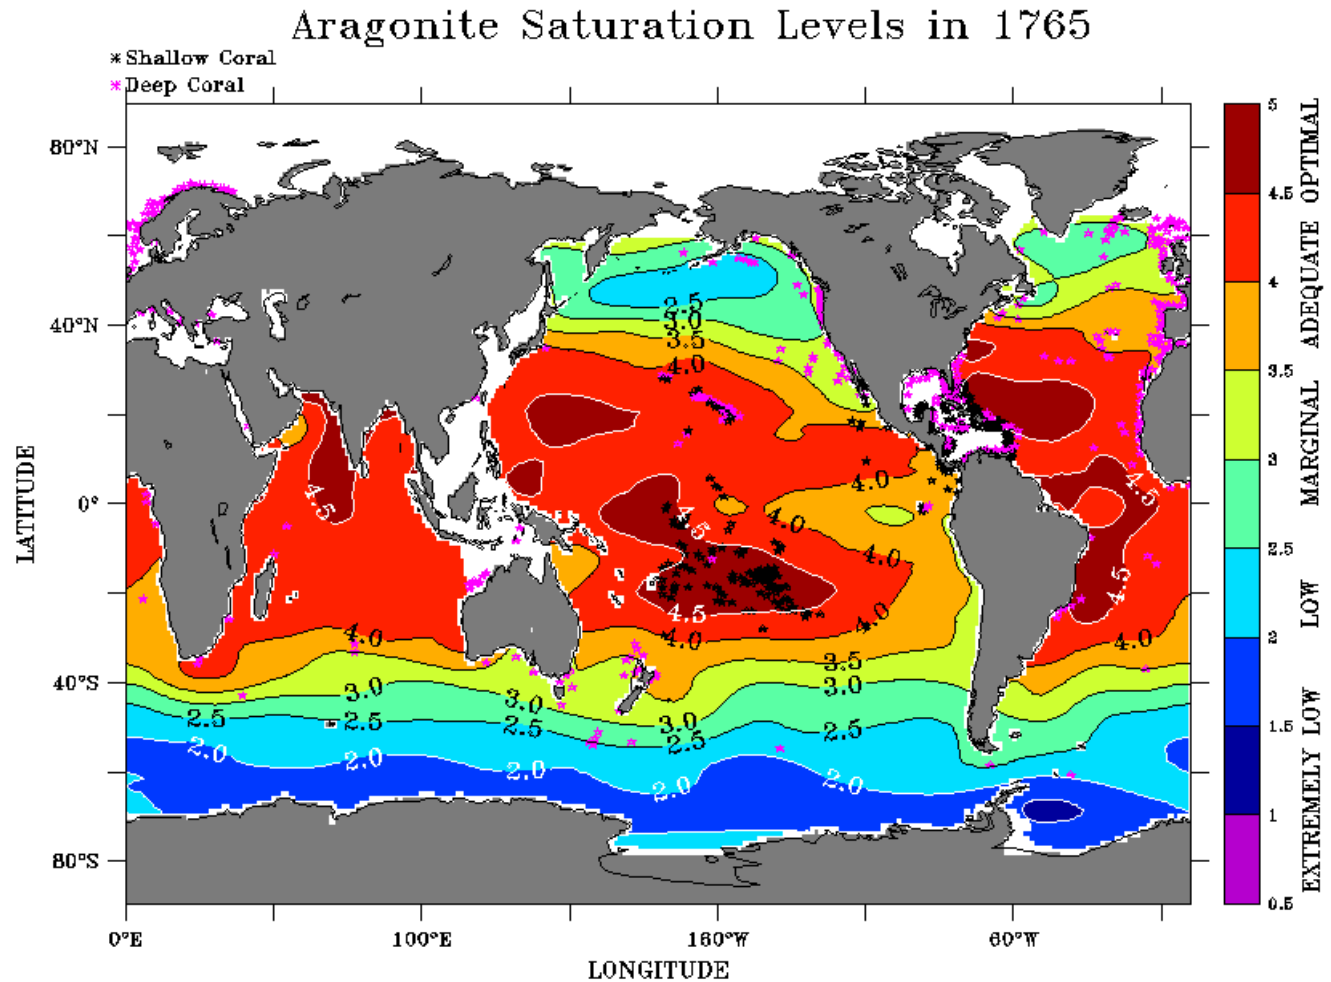 Aragonite Saturation Levels in 1765
* Shallow Coral
* Deep Coral
80°N
40°N
0°
40°S
80°S
LATITUDE
0°E
100°E
160°W
60°W
LONGITUDE
2.5
3.0
3.5
4.0
4.5
4.0
4.0
4.0
4.5
4.5
4.5
4.5
4.0
4.0
4.0
4.0
3.5
3.0
3.0
3.0
3.0
2.5
2.5
2.5
2.5
2.5
2.0
2.0
2.0
2.0
2.0
5
4.5
4
3.5
3
2.5
2
1.5
1
0.5
OPTIMAL
ADEQUATE
MARGINAL
LOW
EXTREMELY LOW